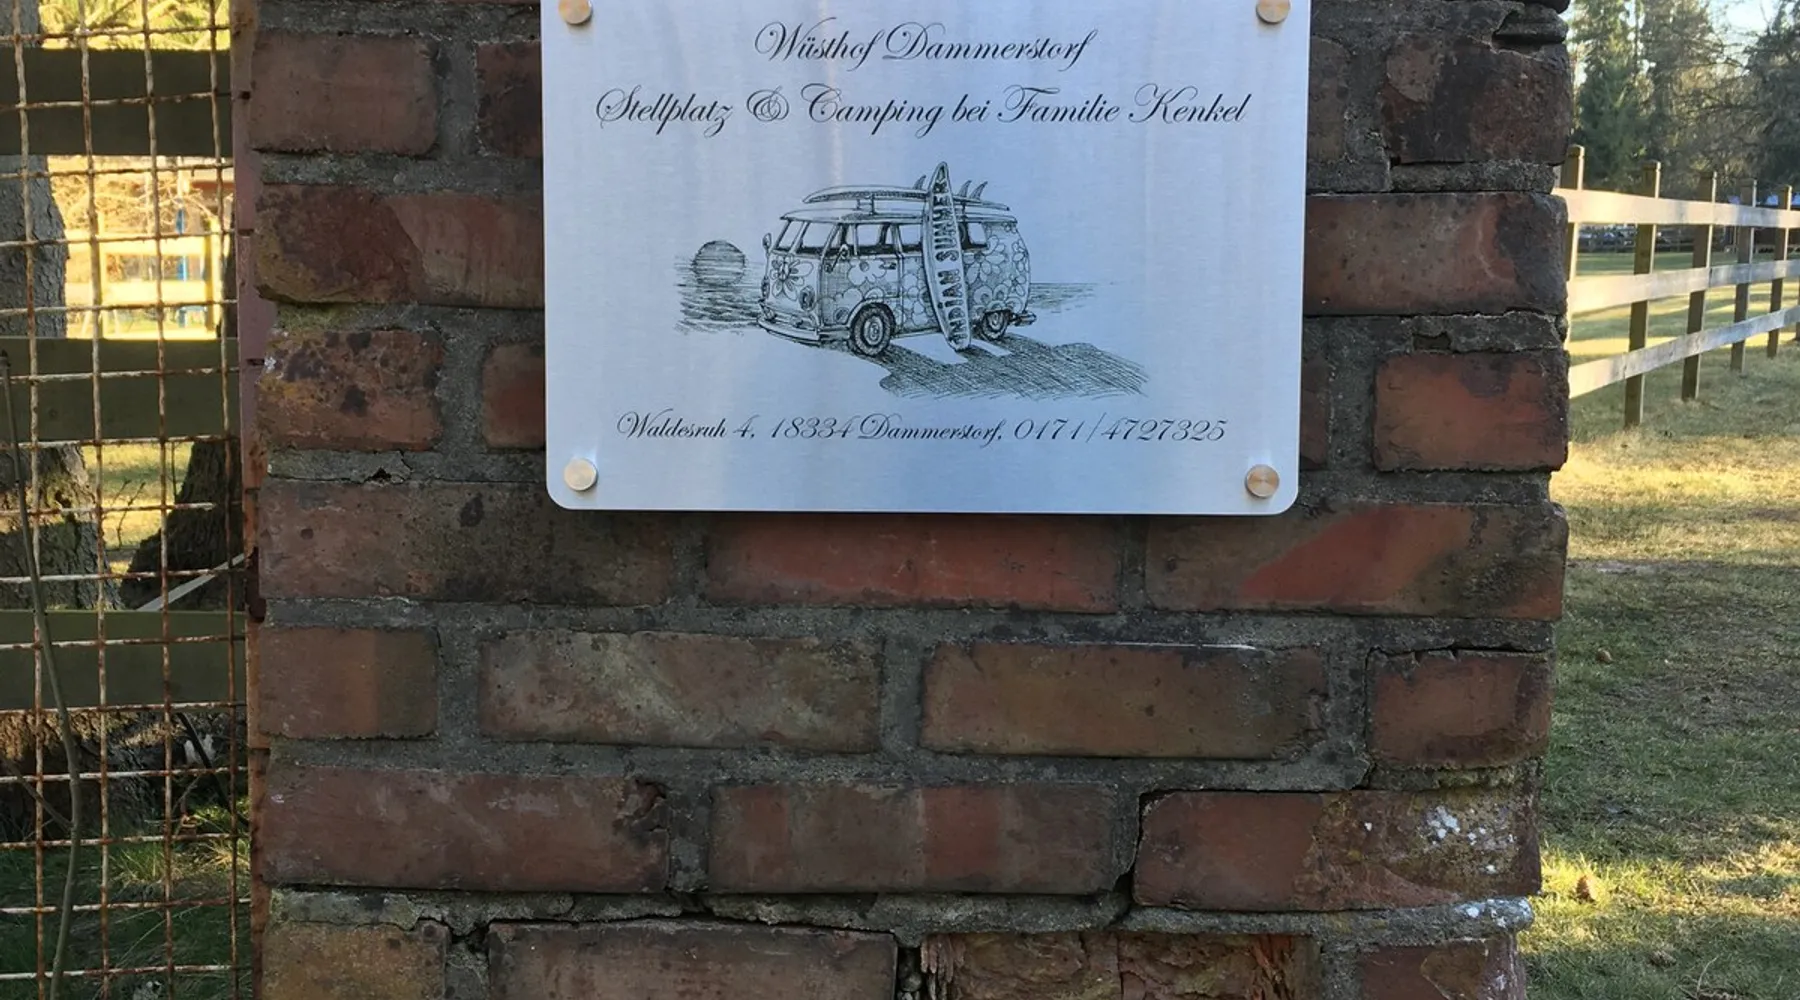 Wüsthof Dammerstorf
Stellplatz & Camping bei Familie Kenkel
INDIAN SUMMER
Waldesruh 4, 18334 Dammerstorf, 0171/4727325